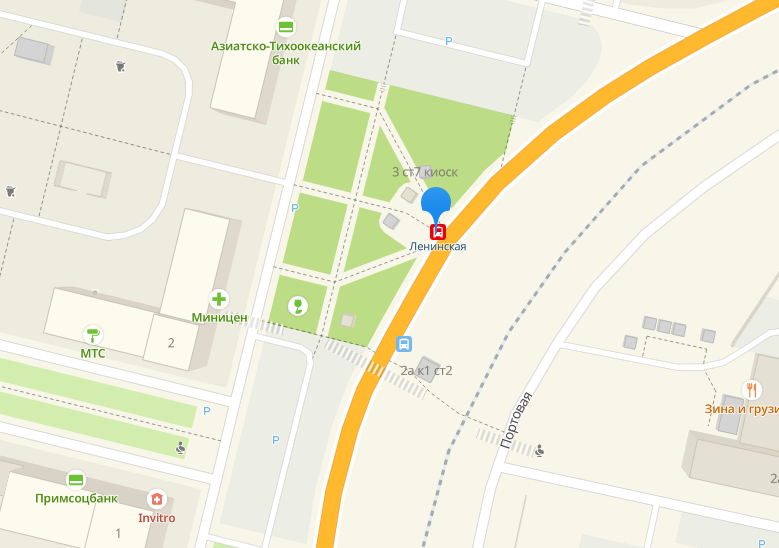 P
Азиатско-Тихоокеанский
банк
3 ст7 киоск
P
Ленинская
Миницен
МТС
2
2а к1 ст2
Портовая
Зина и грузи
P
P
2а
Примсоцбанк
Invitro
1
P